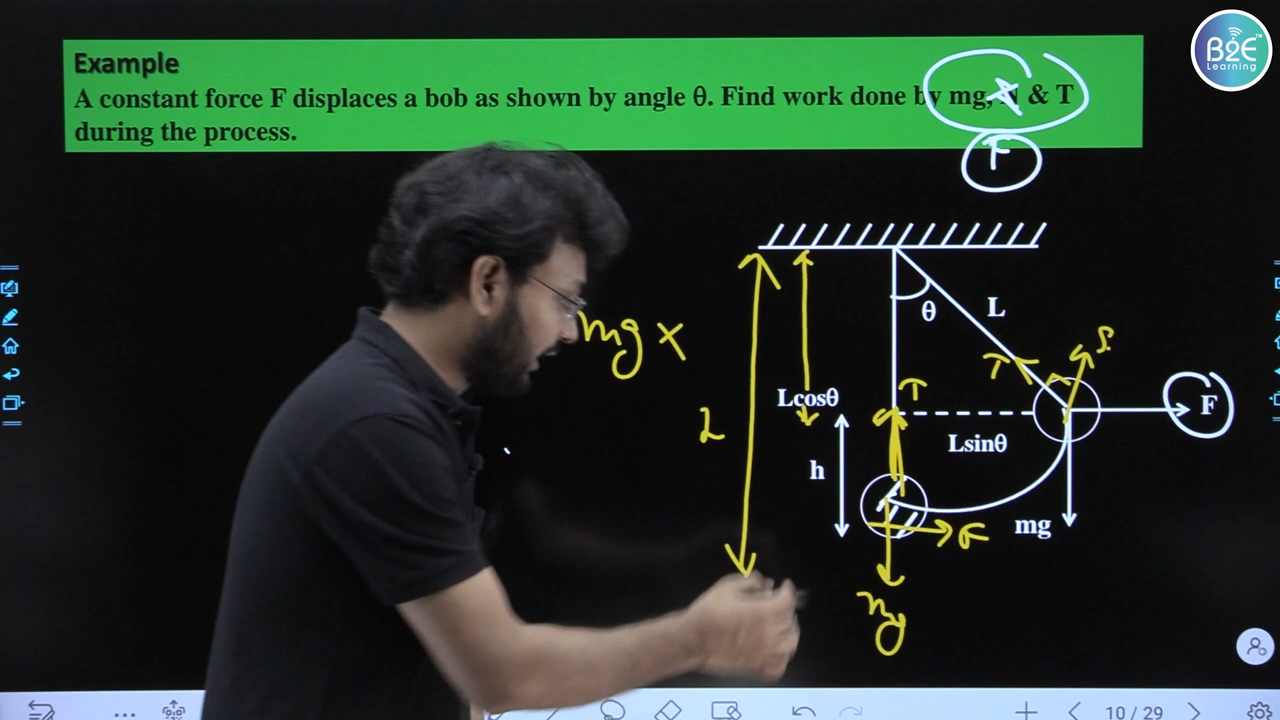 B2E
Learning
Example
A constant force F displaces a bob as shown by angle θ. Find work done by mg, N & T
during the process.
F
θ
L
mg ×
T
T
Lcosθ
F
L
Lsinθ
h
mg
F
mg
10 / 29